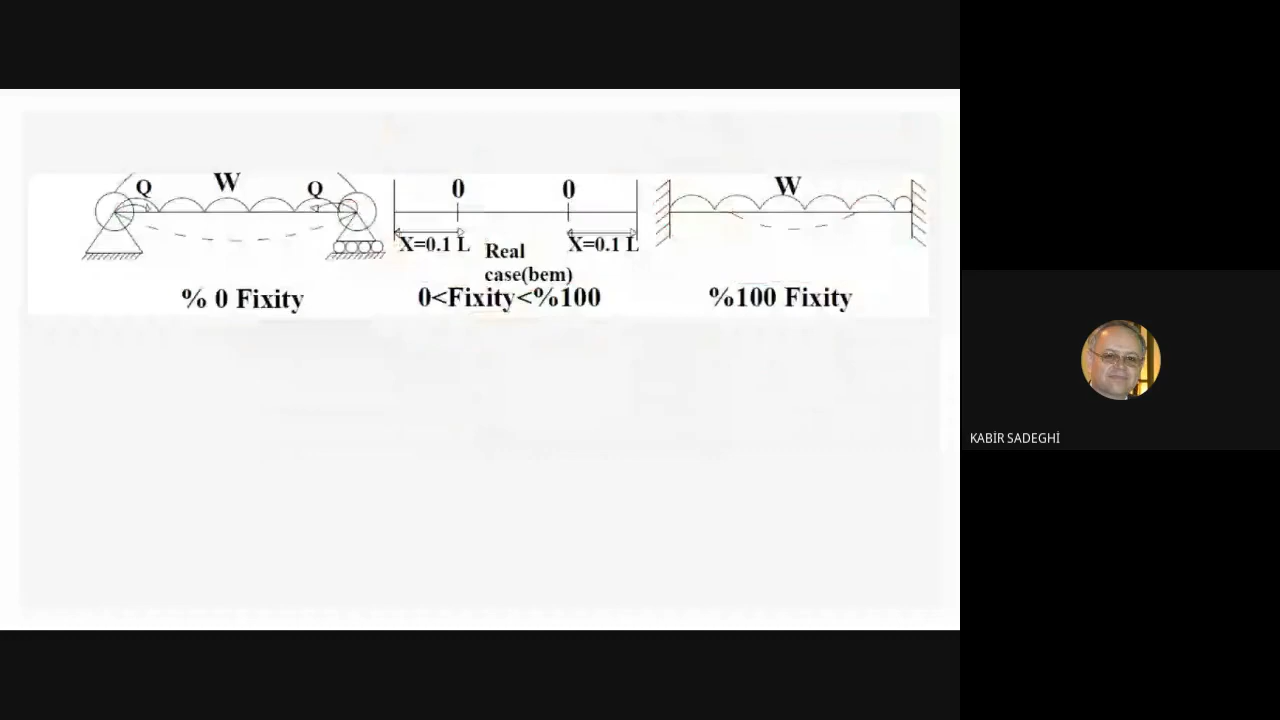 Q W Q
0 0
W
X=0.1 L X=0.1 L
Real
case(bem)
% 0 Fixity
0<Fixity<%100
%100 Fixity
KABİR SADEGHİ